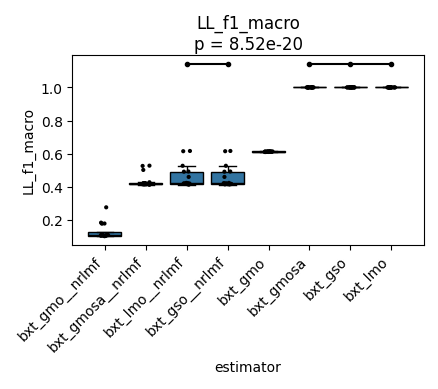 LL_f1_macro
p = 8.52e-20
LL_f1_macro
1.0
0.8
0.6
0.4
0.2
bxt_gmo__nrlmf
bxt_gmosa__nrlmf
bxt_lmo__nrlmf
bxt_gso__nrlmf
bxt_gmo
bxt_gmosa
bxt_gso
bxt_lmo
estimator